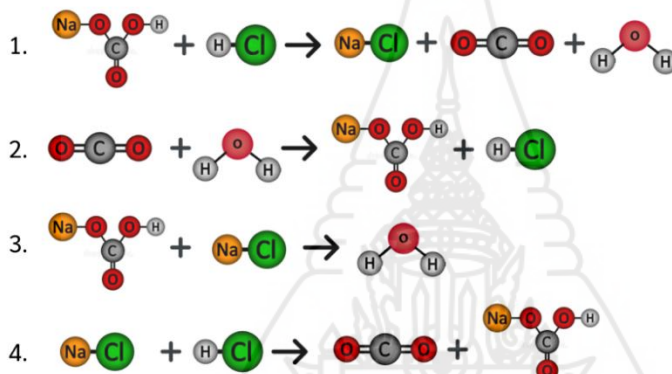 1. Na O O H C O + H Cl → Na Cl + O C O + O H H
2. O C O + O H H → Na O O H C O + H Cl
3. Na O O H C O + Na Cl → O H H
4. Na Cl + H Cl → O C O + Na O O H C O